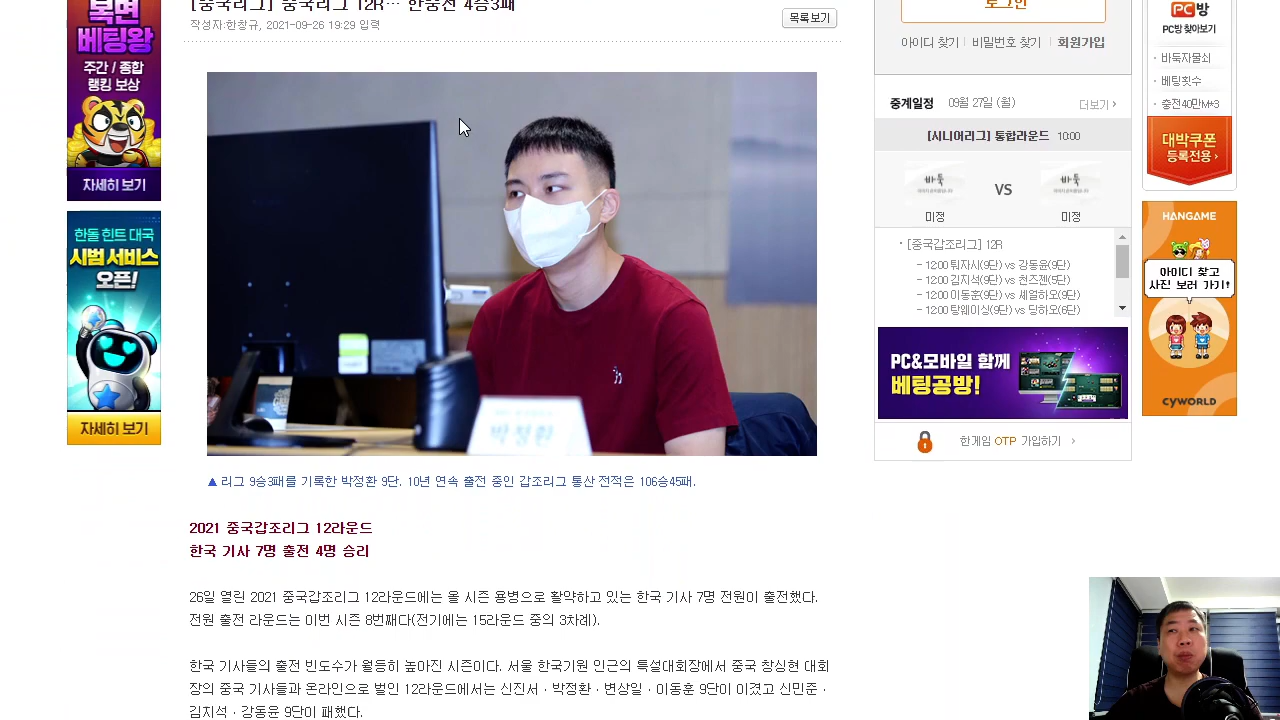 [중국리그] 중국리그 12R… 한중전 4승3패
작성자:한창규, 2021-09-26 19:29 입력
목록보기
북면
베팅왕
주간 / 종합
랭킹 보상
자세히 보기
한돌 힌트 대국
시범 서비스
오픈!
자세히 보기
박정환
▲ 리그 9승3패를 기록한 박정환 9단. 10년 연속 출전 중인 갑조리그 통산 전적은 106승45패.
2021 중국갑조리그 12라운드
한국 기사 7명 출전 4명 승리
26일 열린 2021 중국갑조리그 12라운드에는 올 시즌 용병으로 활약하고 있는 한국 기사 7명 전원이 출전했다.
전원 출전 라운드는 이번 시즌 8번째다(전기에는 15라운드 중의 3차례).
한국 기사들의 출전 빈도수가 월등히 높아진 시즌이다. 서울 한국기원 인근의 특설대회장에서 중국 창싱현 대회
장의 중국 기사들과 온라인으로 벌인 12라운드에서는 신진서 · 박정환 · 변상일 · 이동훈 9단이 이겼고 신민준 ·
김지석 · 강동윤 9단이 패했다.
로그인
아이디 찾기 | 비밀번호 찾기 | 회원가입
중계일정 09월 27일 (월) 더보기 ›
[시니어리그] 통합라운드 10:00
바둑 VS 바둑
미정 미정
· [중국갑조리그] 12R
- 12:00 퉈자시(9단) vs 강동윤(9단)
- 12:00 김지석(9단) vs 천즈젠(5단)
- 12:00 이동훈(9단) vs 셰얼하오(9단)
- 12:00 퉁멍청(9단) vs 당이페이(9단)
PC&모바일 함께
베팅공방!
한게임 OTP 가입하기 ›
PC방
PC방 찾아보기
· 바둑자물쇠
· 베팅횟수
· 충전40만M*3
대박쿠폰
등록전용 ›
HANGAME
아이디 찾고
사진 보러 가기!
CYWORLD